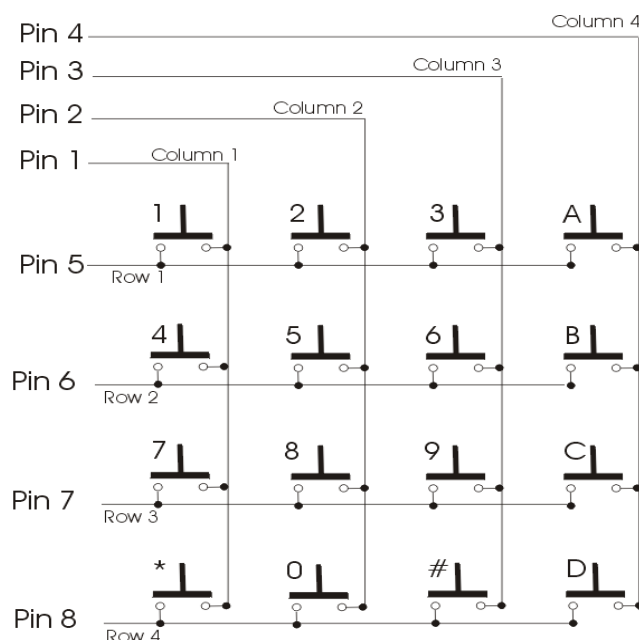 Pin 4 Column 4
Pin 3 Column 3
Pin 2 Column 2
Pin 1 Column 1
1 2 3 A
Pin 5
Row 1
4 5 6 B
Pin 6
Row 2
7 8 9 C
Pin 7
Row 3
* 0 # D
Pin 8
Row 4